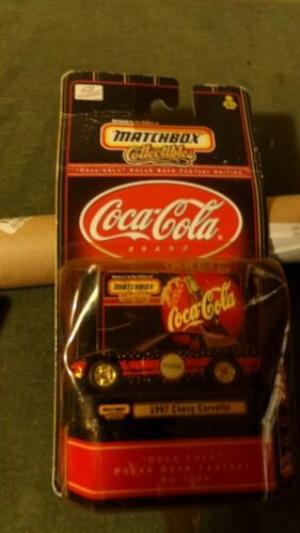 MATCHBOX
Collectibles
"COCA-COLA" POLAR BEAR FANTASY EDITION
Coca-Cola
BRAND
MATCHBOX
Coca-Cola
1997 Chevy Corvette
"COCA-COLA"
POLAR BEAR FANTASY
EDITION